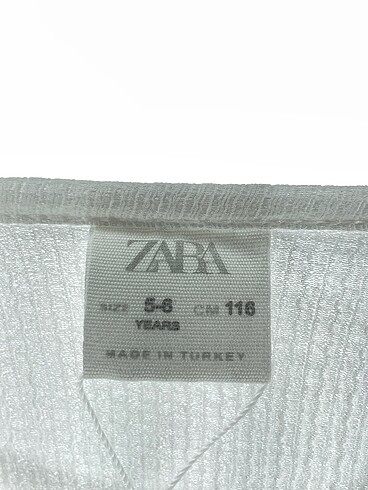 ZARA
SIZE 5-6 CM 116
YEARS
MADE IN TURKEY